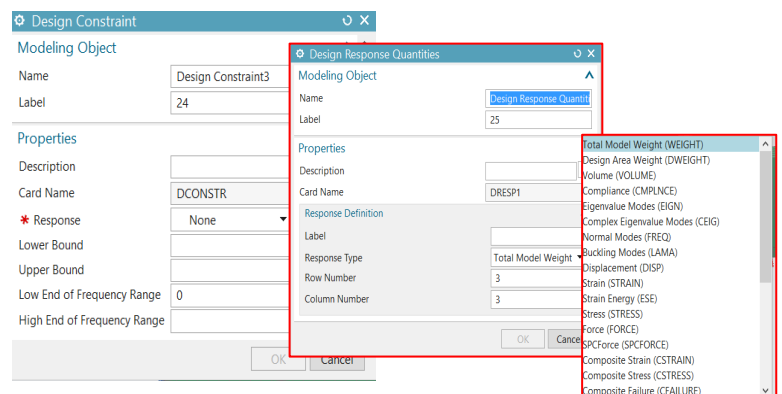 Design Constraint
Modeling Object
Name
Design Constraint3
Label
24
Properties
Description
Card Name
DCONSTR
* Response
None
Lower Bound
Upper Bound
Low End of Frequency Range
0
High End of Frequency Range
OK
Cancel
Design Response Quantities
Modeling Object
Name
Design Response Quantiti
Label
25
Properties
Description
Card Name
DRESP1
Response Definition
Label
Response Type
Total Model Weight
Row Number
3
Column Number
3
OK
Cance
Total Model Weight (WEIGHT)
Design Area Weight (DWEIGHT)
Volume (VOLUME)
Compliance (CMPLNCE)
Eigenvalue Modes (EIGN)
Complex Eigenvalue Modes (CEIG)
Normal Modes (FREQ)
Buckling Modes (LAMA)
Displacement (DISP)
Strain (STRAIN)
Strain Energy (ESE)
Stress (STRESS)
Force (FORCE)
SPCForce (SPCFORCE)
Composite Strain (CSTRAIN)
Composite Stress (CSTRESS)
Composite Failure (CFAILURE)